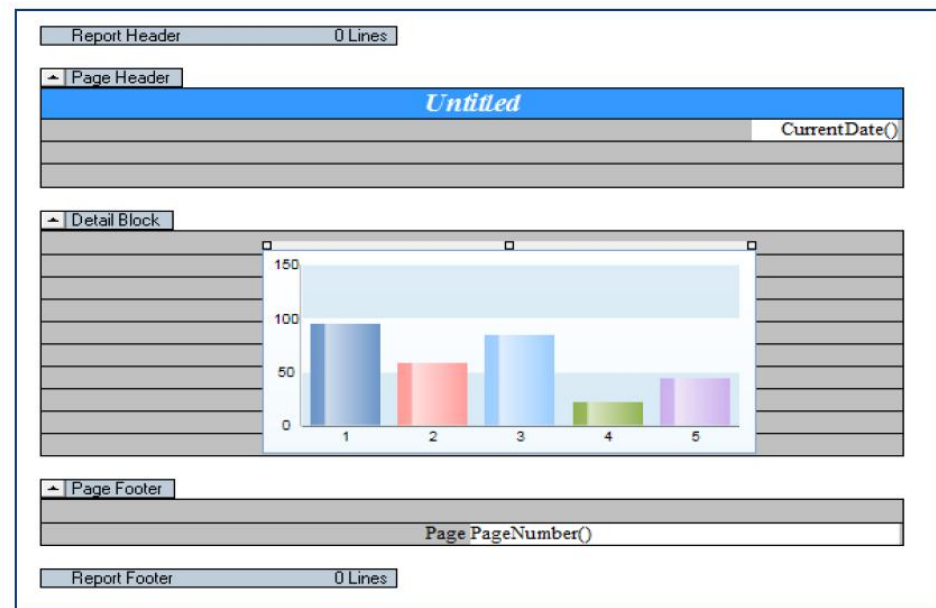 Report Header 0 Lines
Page Header
Untitled
CurrentDate()
Detail Block
150
100
50
0
1 2 3 4 5
Page Footer
Page PageNumber()
Report Footer 0 Lines